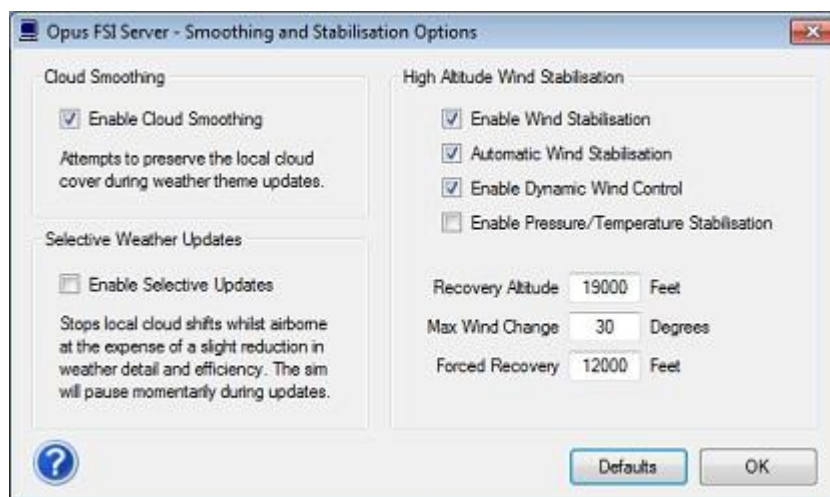 Opus FSI Server - Smoothing and Stabilisation Options
Cloud Smoothing
Enable Cloud Smoothing
Attempts to preserve the local cloud
cover during weather theme updates.
Selective Weather Updates
Enable Selective Updates
Stops local cloud shifts whilst airborne
at the expense of a slight reduction in
weather detail and efficiency. The sim
will pause momentarily during updates.
High Altitude Wind Stabilisation
Enable Wind Stabilisation
Automatic Wind Stabilisation
Enable Dynamic Wind Control
Enable Pressure/Temperature Stabilisation
Recovery Altitude 19000 Feet
Max Wind Change 30 Degrees
Forced Recovery 12000 Feet
?
Defaults
OK